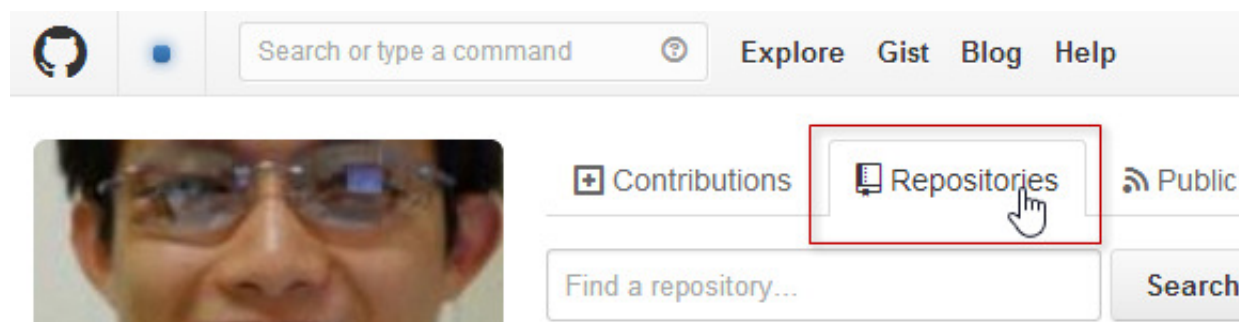 Search or type a command
Explore Gist Blog Help
Contributions Repositories Public
Find a repository... Search